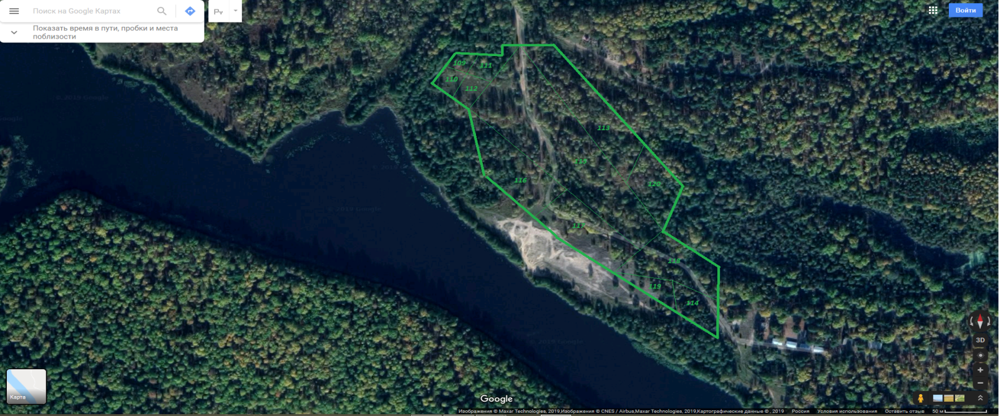 Поиск на Google Картах
Войти
Показать время в пути, пробки и места
поблизости
109
111
110
112
© 2019 Google
113
115
116
120
117
118
119
114
3D
Карта
Google
Изображения © Maxar Technologies, 2019,Изображения © CNES / Airbus,Maxar Technologies, 2019,Картографические данные © , 2019 Россия Условия использования Оставить отзыв 50 м